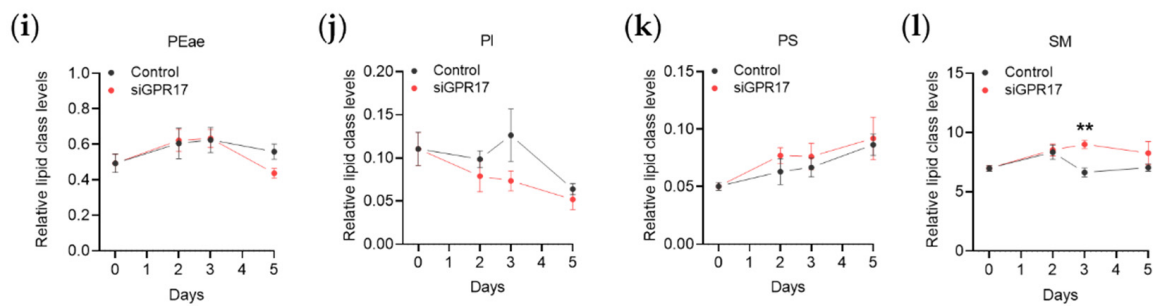 (i)
PEae
Relative lipid class levels
1.0
0.8
0.6
0.4
0.2
0.0
Control
siGPR17
0 1 2 3 4 5
Days
(j)
PI
Relative lipid class levels
0.20
0.15
0.10
0.05
0.00
Control
siGPR17
0 1 2 3 4 5
Days
(k)
PS
Relative lipid class levels
0.15
0.10
0.05
0.00
Control
siGPR17
0 1 2 3 4 5
Days
(l)
SM
Relative lipid class levels
15
10
5
0
Control
siGPR17
**
0 1 2 3 4 5
Days